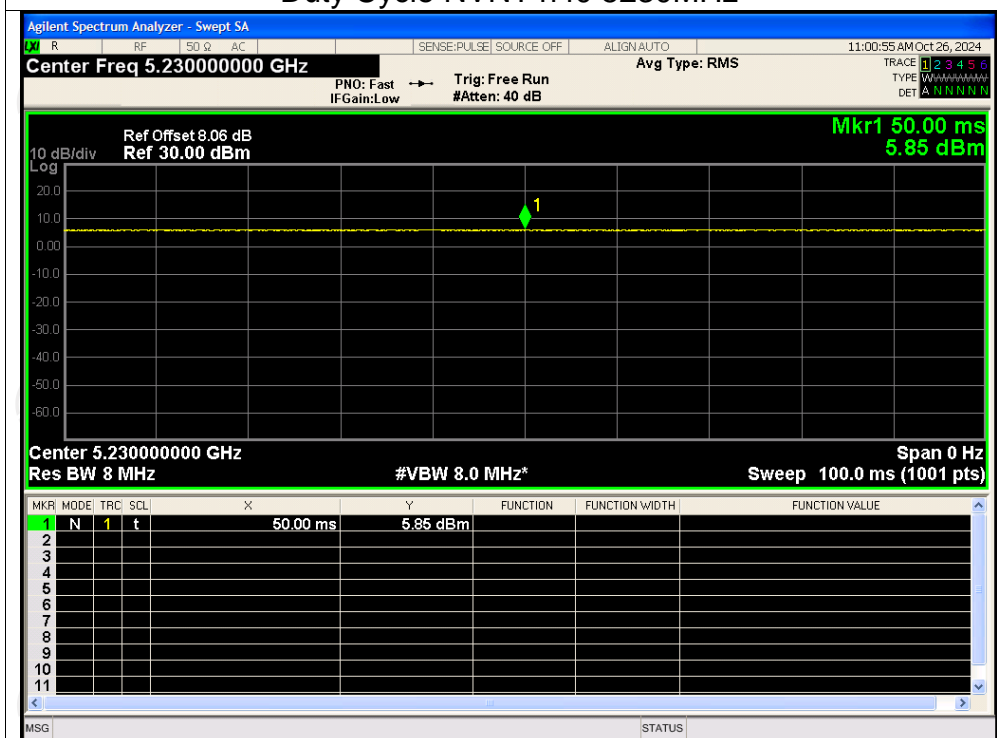 Agilent Spectrum Analyzer - Swept SA
LXI R RF 50 Ω AC SENSE:PULSE SOURCE OFF ALIGN AUTO 11:00:55 AM Oct 26, 2024
Center Freq 5.230000000 GHz Avg Type: RMS TRACE 1 2 3 4 5 6
PNO: Fast Trig: Free Run TYPE
IFGain:Low #Atten: 40 dB DET A N N N N N
Mkr1 50.00 ms
Ref Offset 8.06 dB
10 dB/div Ref 30.00 dBm 5.85 dBm
Log
20.0
10.0
1
0.00
-10.0
-20.0
-30.0
-40.0
-50.0
-60.0
Center 5.230000000 GHz Span 0 Hz
Res BW 8 MHz #VBW 8.0 MHz* Sweep 100.0 ms (1001 pts)
MKR MODE TRC SCL X Y FUNCTION FUNCTION WIDTH FUNCTION VALUE
1 N 1 t 50.00 ms 5.85 dBm
2
3
4
5
6
7
8
9
10
11
MSG STATUS